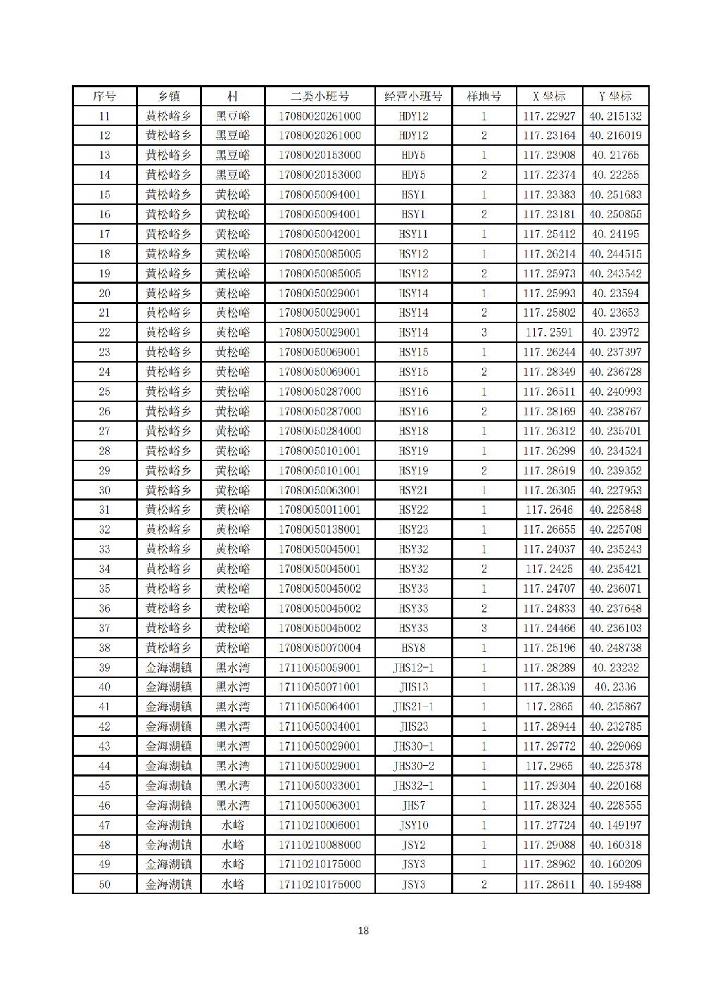 序号 乡镇 村 二类小班号 经营小班号 样地号 X 坐标 Y 坐标
11 黄松峪乡 黑豆峪 17080020261000 HDY12 1 117.22927 40.215132
12 黄松峪乡 黑豆峪 17080020261000 HDY12 2 117.23164 40.216019
13 黄松峪乡 黑豆峪 17080020153000 HDY5 1 117.23908 40.21765
14 黄松峪乡 黑豆峪 17080020153000 HDY5 2 117.22374 40.22255
15 黄松峪乡 黄松峪 17080050094001 HSY1 1 117.23383 40.251683
16 黄松峪乡 黄松峪 17080050094001 HSY1 2 117.23181 40.250855
17 黄松峪乡 黄松峪 17080050042001 HSY11 1 117.25412 40.24195
18 黄松峪乡 黄松峪 17080050085005 HSY12 1 117.26214 40.244515
19 黄松峪乡 黄松峪 17080050085005 HSY12 2 117.25973 40.243542
20 黄松峪乡 黄松峪 17080050029001 HSY14 1 117.25993 40.23594
21 黄松峪乡 黄松峪 17080050029001 HSY14 2 117.25802 40.23653
22 黄松峪乡 黄松峪 17080050029001 HSY14 3 117.2591 40.23972
23 黄松峪乡 黄松峪 17080050069001 HSY15 1 117.26244 40.237397
24 黄松峪乡 黄松峪 17080050069001 HSY15 2 117.28349 40.236728
25 黄松峪乡 黄松峪 17080050287000 HSY16 1 117.26511 40.240993
26 黄松峪乡 黄松峪 17080050287000 HSY16 2 117.28169 40.238767
27 黄松峪乡 黄松峪 17080050284000 HSY18 1 117.26312 40.235701
28 黄松峪乡 黄松峪 17080050101001 HSY19 1 117.26299 40.234524
29 黄松峪乡 黄松峪 17080050101001 HSY19 2 117.28619 40.239352
30 黄松峪乡 黄松峪 17080050063001 HSY21 1 117.26305 40.227953
31 黄松峪乡 黄松峪 17080050011001 HSY22 1 117.2646 40.225848
32 黄松峪乡 黄松峪 17080050138001 HSY23 1 117.26655 40.225708
33 黄松峪乡 黄松峪 17080050045001 HSY32 1 117.24037 40.235243
34 黄松峪乡 黄松峪 17080050045001 HSY32 2 117.2425 40.235421
35 黄松峪乡 黄松峪 17080050045002 HSY33 1 117.24707 40.236071
36 黄松峪乡 黄松峪 17080050045002 HSY33 2 117.24833 40.237648
37 黄松峪乡 黄松峪 17080050045002 HSY33 3 117.24466 40.236103
38 黄松峪乡 黄松峪 17080050070004 HSY8 1 117.25196 40.248738
39 金海湖镇 黑水湾 17110050059001 JHS12-1 1 117.28289 40.23232
40 金海湖镇 黑水湾 17110050071001 JHS13 1 117.28339 40.2336
41 金海湖镇 黑水湾 17110050064001 JHS21-1 1 117.2865 40.235867
42 金海湖镇 黑水湾 17110050034001 JHS23 1 117.28944 40.232785
43 金海湖镇 黑水湾 17110050029001 JHS30-1 1 117.29772 40.229069
44 金海湖镇 黑水湾 17110050029001 JHS30-2 1 117.2965 40.225378
45 金海湖镇 黑水湾 17110050033001 JHS32-1 1 117.29304 40.220168
46 金海湖镇 黑水湾 17110050063001 JHS7 1 117.28324 40.228555
47 金海湖镇 水峪 17110210006001 JSY10 1 117.27724 40.149197
48 金海湖镇 水峪 17110210088000 JSY2 1 117.29088 40.160318
49 金海湖镇 水峪 17110210175000 JSY3 1 117.28962 40.160209
50 金海湖镇 水峪 17110210175000 JSY3 2 117.28611 40.159488
18